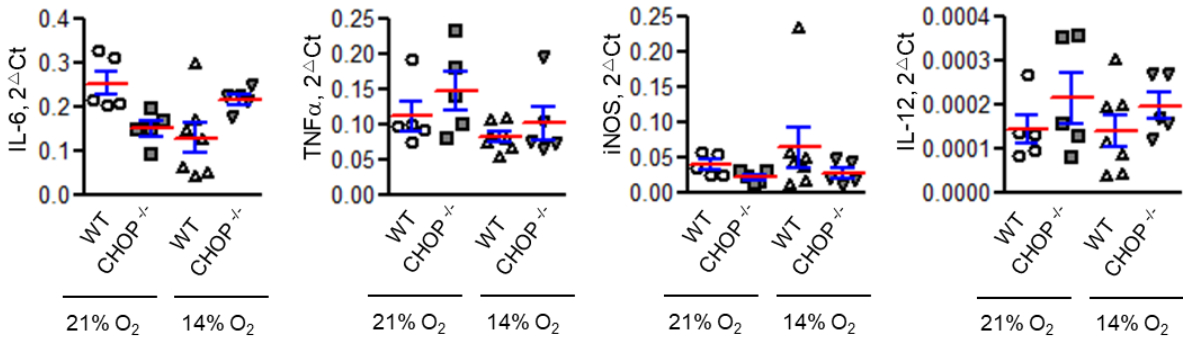 IL-6, 2△Ct
0.4
0.3
0.2
0.1
0.0
WT
CHOP -/-
WT
CHOP -/-
21% O2
14% O2
TNFα, 2△Ct
0.25
0.20
0.15
0.10
0.05
0.00
WT
CHOP -/-
WT
CHOP -/-
21% O2
14% O2
iNOS, 2△Ct
0.25
0.20
0.15
0.10
0.05
0.00
WT
CHOP -/-
WT
CHOP -/-
21% O2
14% O2
IL-12, 2△Ct
0.0004
0.0003
0.0002
0.0001
0.0000
WT
CHOP -/-
WT
CHOP -/-
21% O2
14% O2